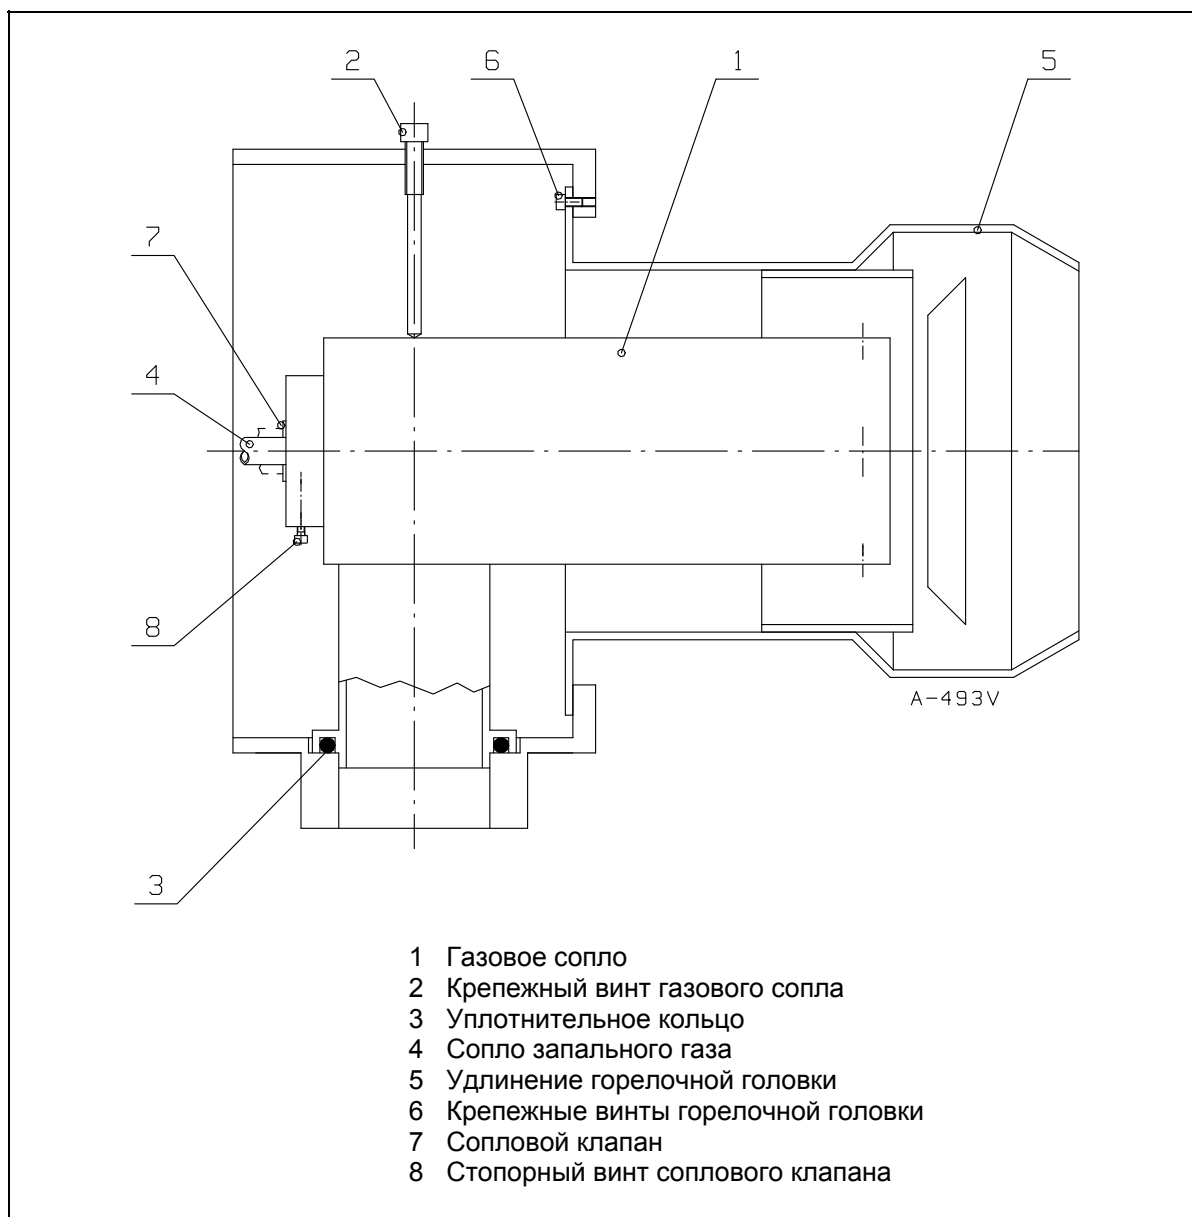 2 6 1 5
7
4
8
A-493V
3
1 Газовое сопло
2 Крепежный винт газового сопла
3 Уплотнительное кольцо
4 Сопло запального газа
5 Удлинение горелочной головки
6 Крепежные винты горелочной головки
7 Сопловой клапан
8 Стопорный винт соплового клапана